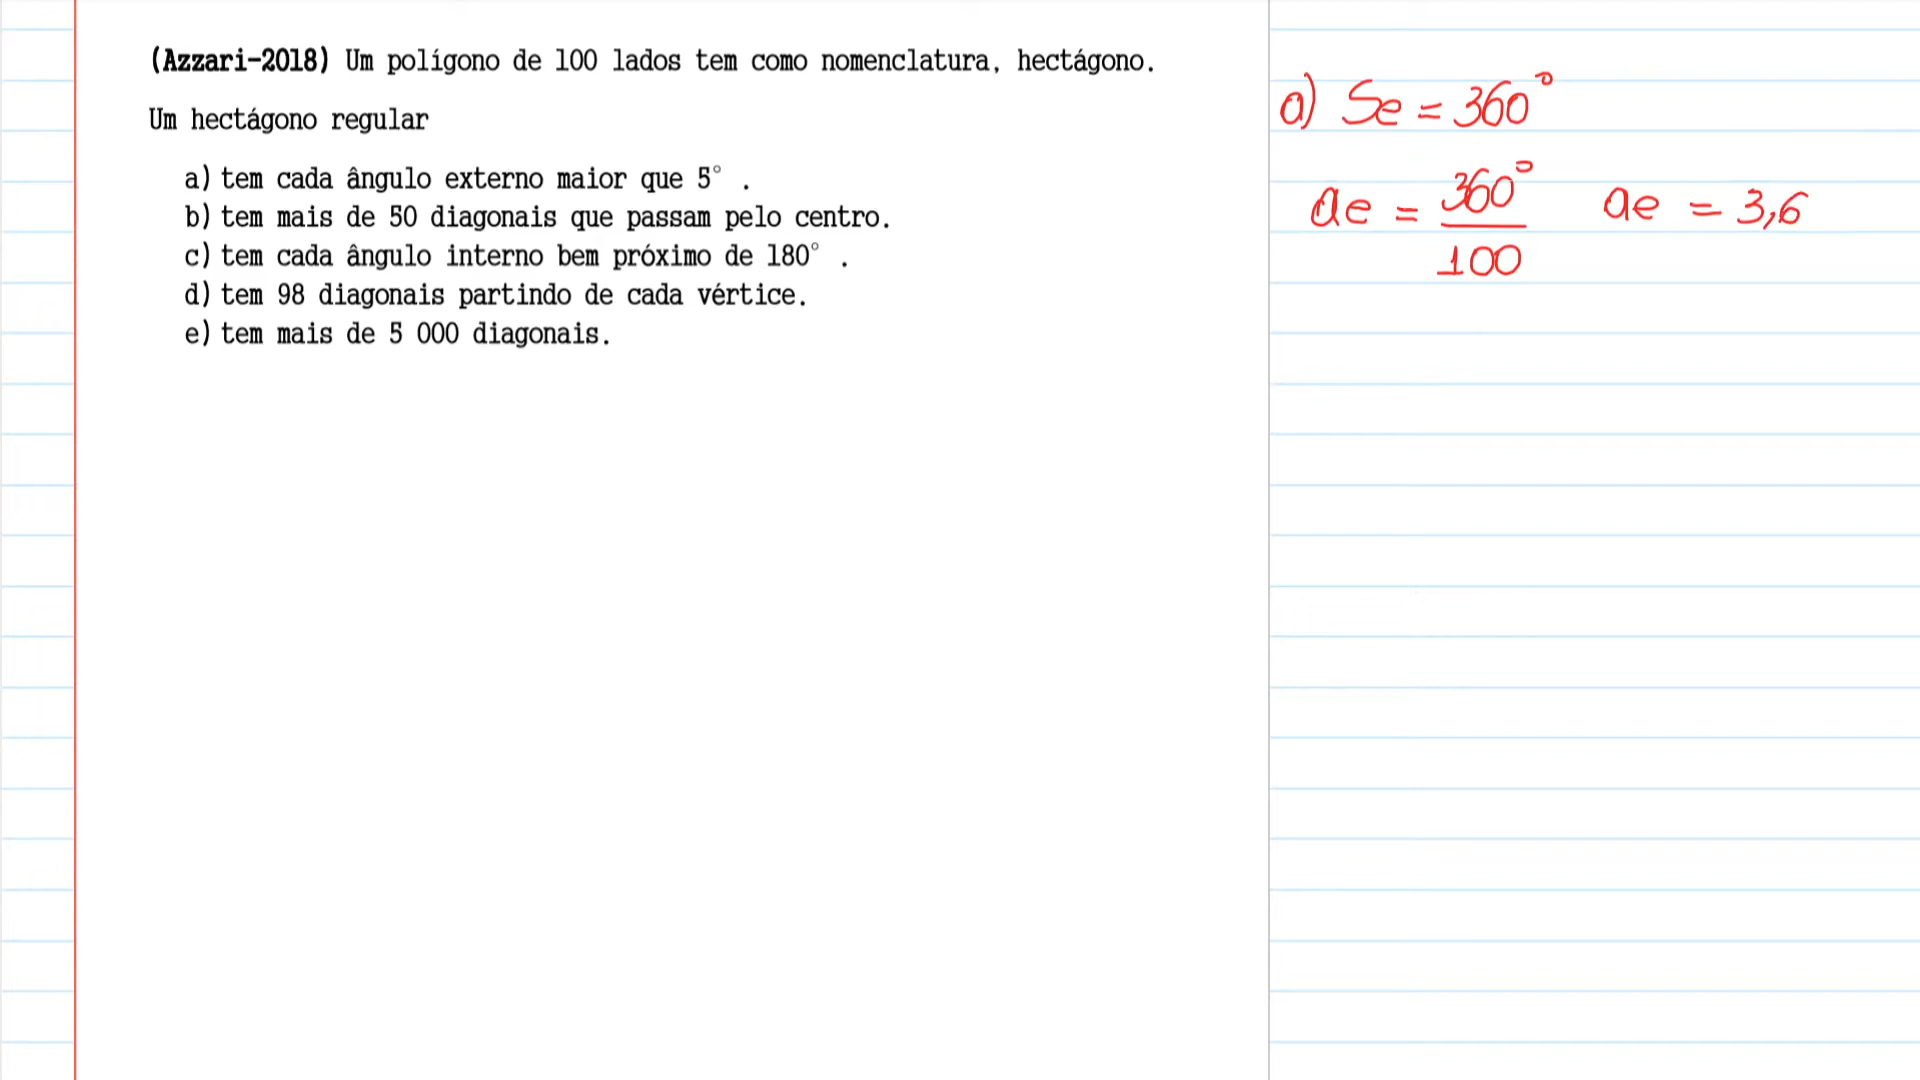 (Azzari-2018) Um polígono de 100 lados tem como nomenclatura, hectágono.
Um hectágono regular
a) tem cada ângulo externo maior que 5° .
b) tem mais de 50 diagonais que passam pelo centro.
c) tem cada ângulo interno bem próximo de 180° .
d) tem 98 diagonais partindo de cada vértice.
e) tem mais de 5 000 diagonais.
a) Se = 360°
ae = 360° / 100 ae = 3,6